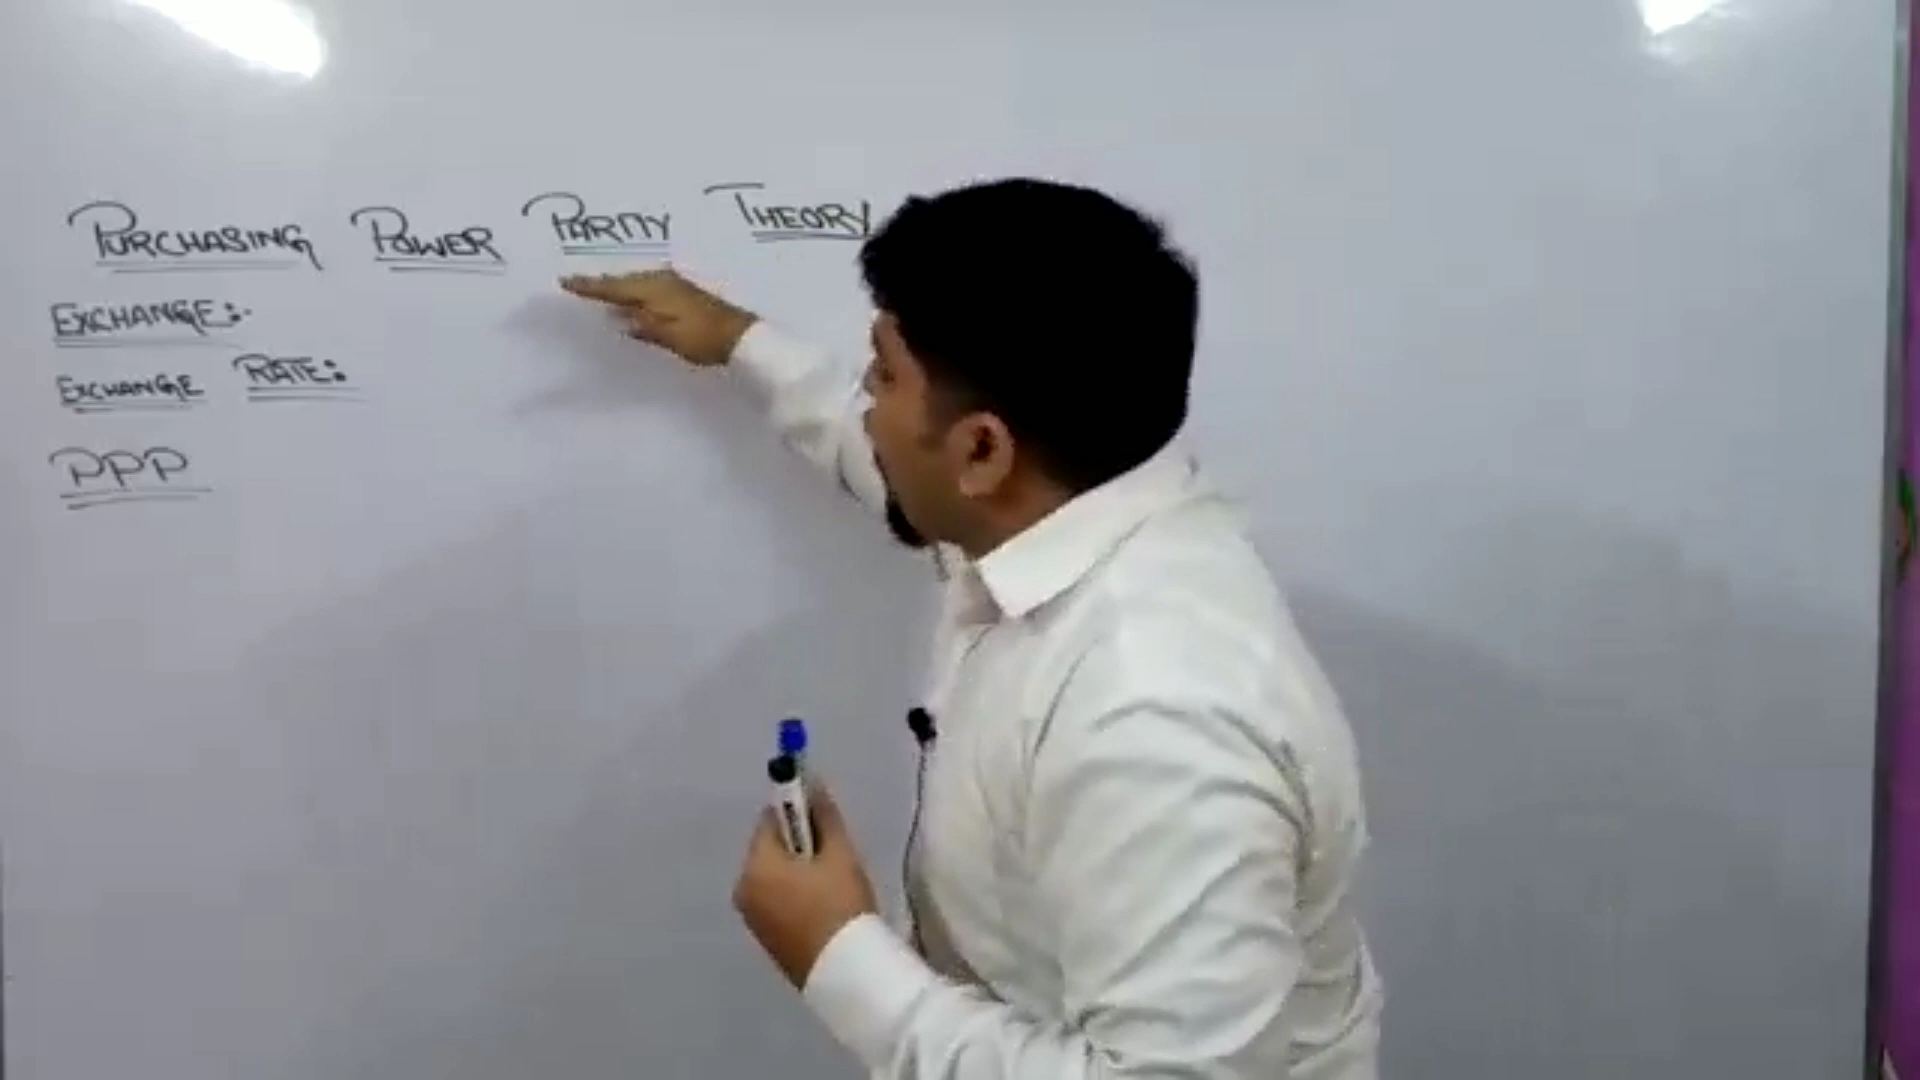 PURCHASING POWER PARITY THEORY
EXCHANGE:-
EXCHANGE RATE:
PPP